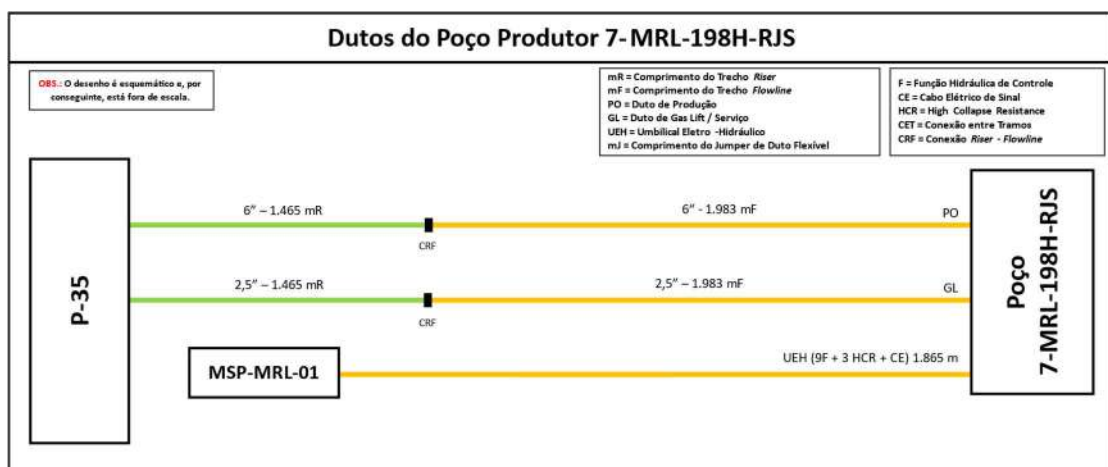 Dutos do Poço Produtor 7-MRL-198H-RJS
OBS.: O desenho é esquemático e, por
conseguinte, está fora de escala.
mR = Comprimento do Trecho Riser
mF = Comprimento do Trecho Flowline
PO = Duto de Produção
GL = Duto de Gas Lift / Serviço
UEH = Umbilical Eletro -Hidráulico
mJ = Comprimento do Jumper de Duto Flexível
F = Função Hidráulica de Controle
CE = Cabo Elétrico de Sinal
HCR = High Collapse Resistance
CET = Conexão entre Tramos
CRF = Conexão Riser - Flowline
P-35
6” – 1.465 mR
CRF
6” - 1.983 mF
PO
2,5” – 1.465 mR
CRF
2,5” – 1.983 mF
GL
MSP-MRL-01
UEH (9F + 3 HCR + CE) 1.865 m
Poço
7-MRL-198H-RJS